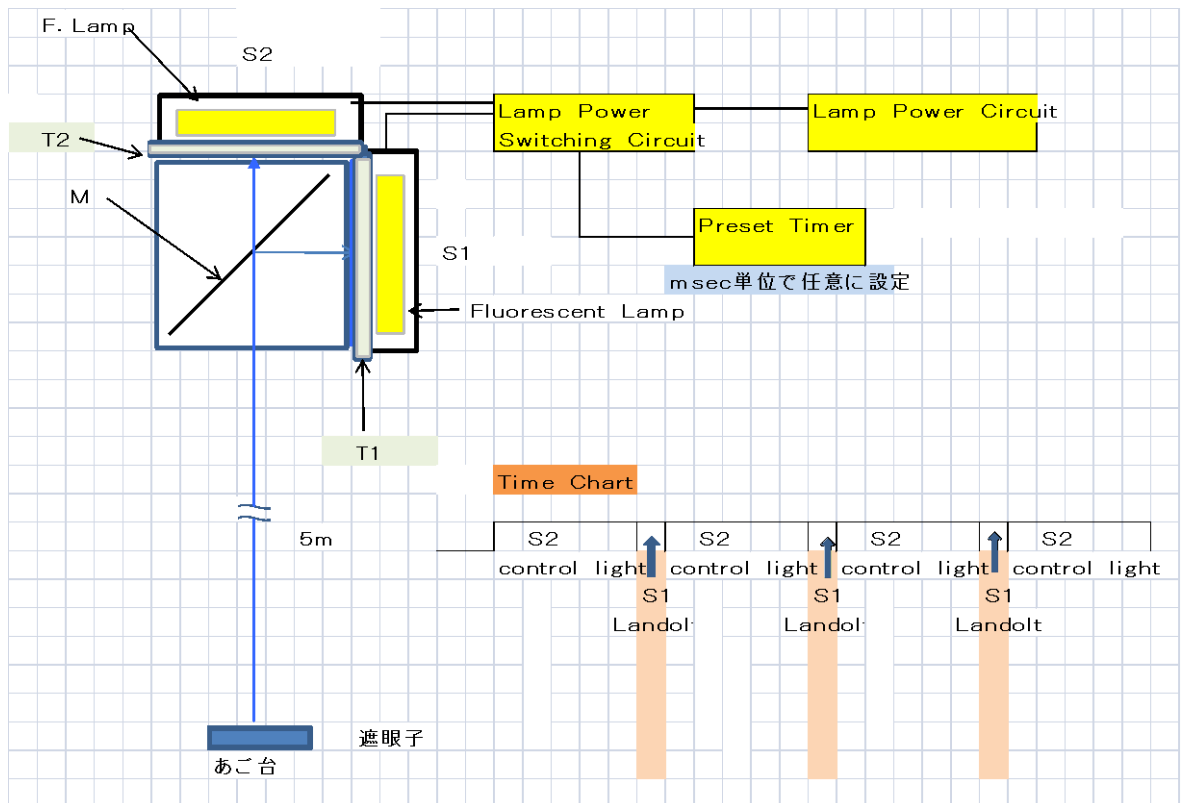 F. Lamp
S2
Lamp Power
Switching Circuit
Lamp Power Circuit
T2
M
Preset Timer
S1
msec単位で任意に設定
Fluorescent Lamp
T1
Time Chart
5m
S2
S2
S2
S2
control light
control light
control light
control light
S1
S1
S1
Landol
Landol
Landolt
遮眼子
あご台